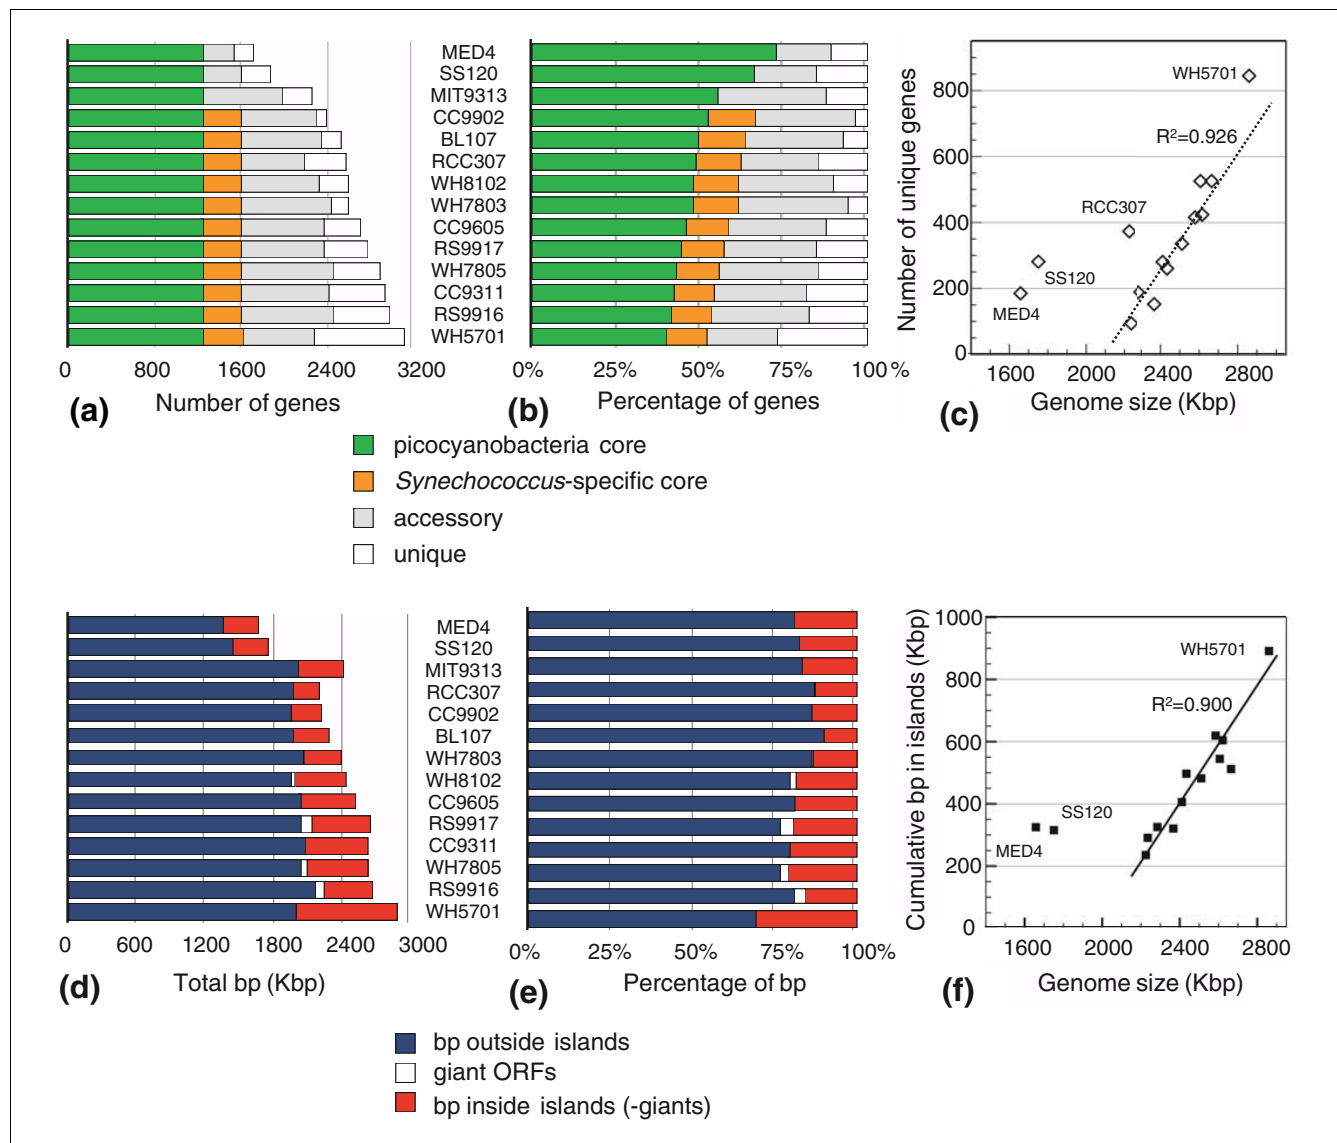 MED4
SS120
MIT9313
CC9902
BL107
RCC307
WH8102
WH7803
CC9605
RS9917
WH7805
CC9311
RS9916
WH5701
0 800 1600 2400 3200
(a) Number of genes
0% 25% 50% 75% 100%
(b) Percentage of genes
Number of unique genes
800
600
400
200
0
WH5701
R²=0.926
RCC307
SS120
MED4
1600 2000 2400 2800
(c) Genome size (Kbp)
picocyanobacteria core
Synechococcus-specific core
accessory
unique
MED4
SS120
MIT9313
RCC307
CC9902
BL107
WH7803
WH8102
CC9605
RS9917
CC9311
WH7805
RS9916
WH5701
0 600 1200 1800 2400 3000
(d) Total bp (Kbp)
0% 25% 50% 75% 100%
(e) Percentage of bp
Cumulative bp in islands (Kbp)
1000
800
600
400
200
0
WH5701
R²=0.900
SS120
MED4
1600 2000 2400 2800
(f) Genome size (Kbp)
bp outside islands
giant ORFs
bp inside islands (-giants)